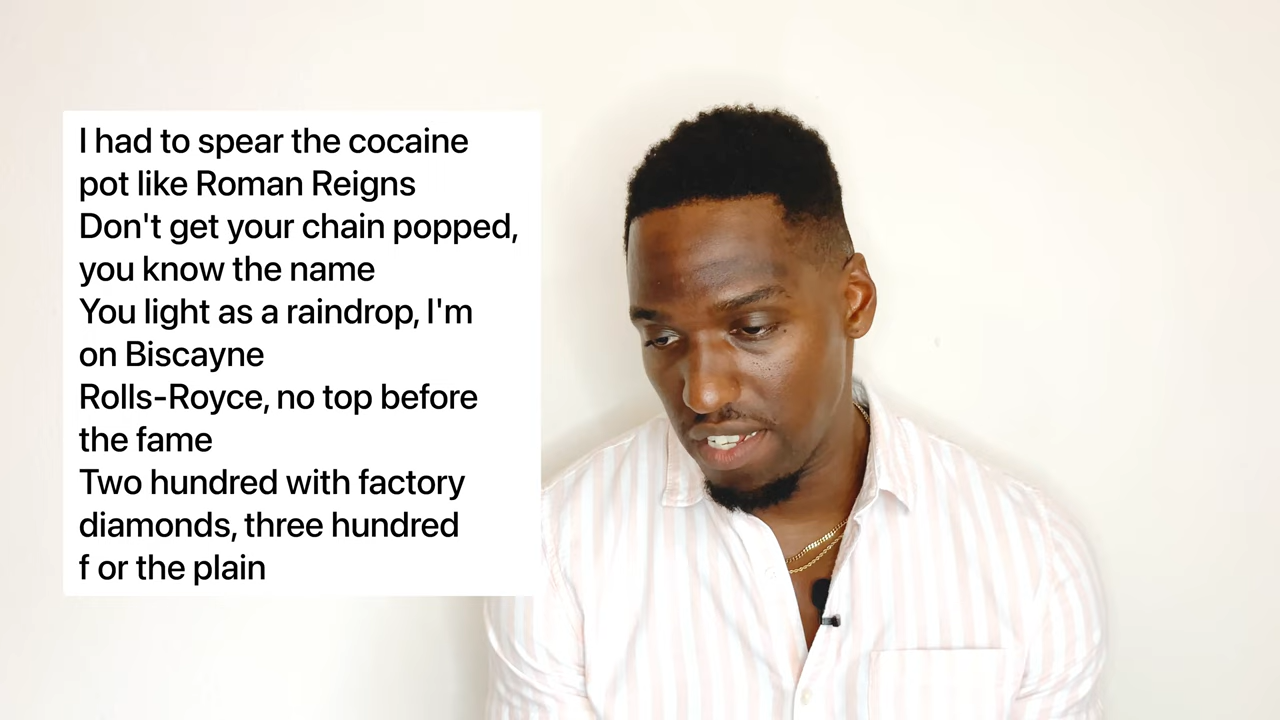 I had to spear the cocaine
pot like Roman Reigns
Don't get your chain popped,
you know the name
You light as a raindrop, I'm
on Biscayne
Rolls-Royce, no top before
the fame
Two hundred with factory
diamonds, three hundred
f or the plain